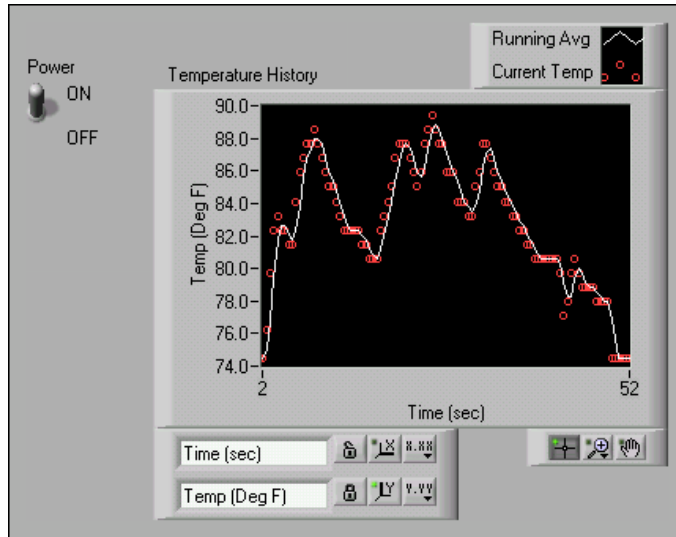 Running Avg
Current Temp
Power
ON
OFF
Temperature History
90.0
88.0
86.0
84.0
82.0
80.0
78.0
76.0
74.0
Temp (Deg F)
2
52
Time (sec)
Time (sec)
X
X.XX
Temp (Deg F)
Y
Y.YY